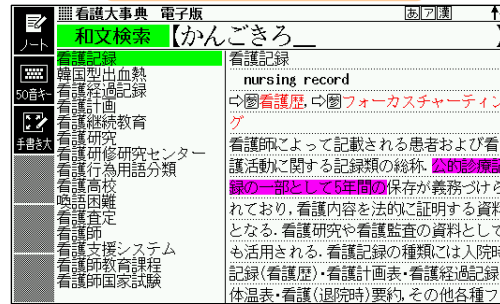 看護大事典 電子版
あ ア 漢
ノート
50音キー
手書き大
和文検索 【かんごきろ_
看護記録
韓国型出血熱
看護経過記録
看護計画
看護継続教育
看護研究
看護研修研究センター
看護行為用語分類
看護高校
喚語困難
看護査定
看護師
看護支援システム
看護師教育課程
看護師国家試験
看護記録
nursing record
⇨図看護歴, ⇨図フォーカスチャーティン
グ
看護師によって記載される患者および看
護活動に関する記録類の総称. 公的診療記
録の一部として5年間の保存が義務づけら
れており, 看護内容を法的に証明する資料
となる. 看護研究や看護監査の資料として
も活用される. 看護記録の種類には入院時
記録(看護歴)・看護計画表・看護経過記録
体温表・看護(退院時)要約, その他各種フ